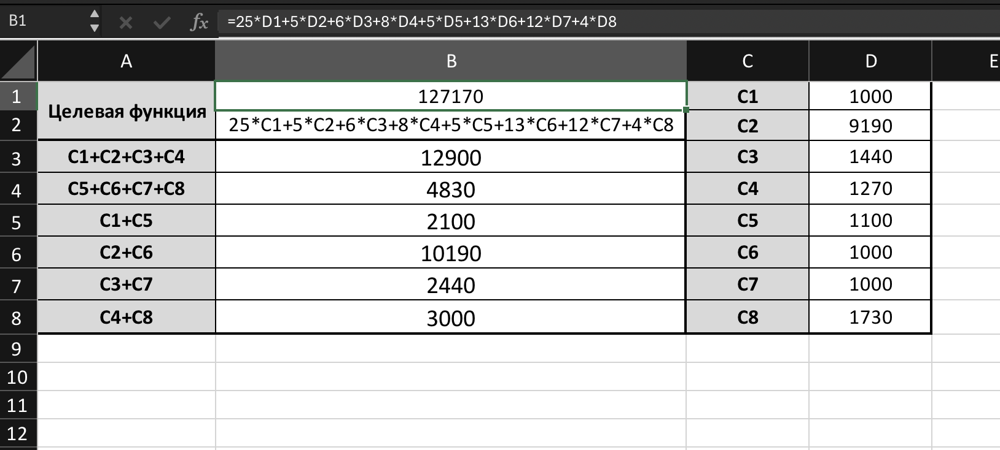 B1 fx =25*D1+5*D2+6*D3+8*D4+5*D5+13*D6+12*D7+4*D8
A B C D E
1 Целевая функция 127170 C1 1000
2 25*C1+5*C2+6*C3+8*C4+5*C5+13*C6+12*C7+4*C8 C2 9190
3 C1+C2+C3+C4 12900 C3 1440
4 C5+C6+C7+C8 4830 C4 1270
5 C1+C5 2100 C5 1100
6 C2+C6 10190 C6 1000
7 C3+C7 2440 C7 1000
8 C4+C8 3000 C8 1730
9
10
11
12